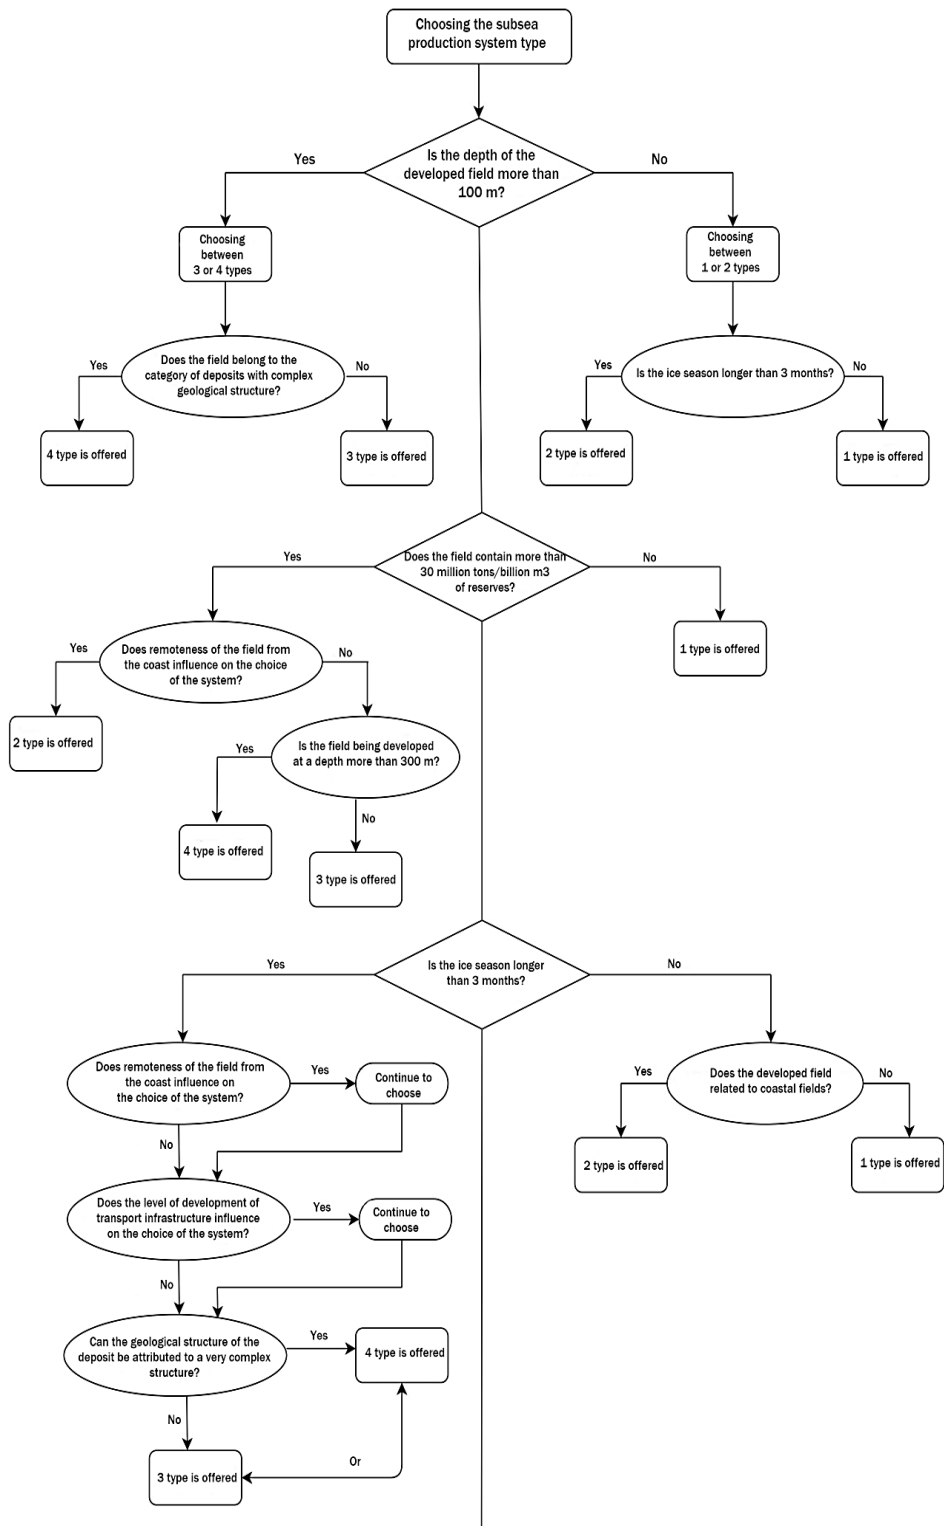 Choosing the subsea
production system type
Is the depth of the
developed field more than
100 m?
Yes
No
Choosing
between
3 or 4 types
Choosing
between
1 or 2 types
Does the field belong to the
category of deposits with complex
geological structure?
Yes
No
Is the ice season longer than 3 months?
Yes
No
4 type is offered
3 type is offered
2 type is offered
1 type is offered
Does the field contain more than
30 million tons/billion m3
of reserves?
Yes
No
1 type is offered
Does remoteness of the field from
the coast influence on the choice
of the system?
Yes
No
2 type is offered
Is the field being developed
at a depth more than 300 m?
Yes
No
4 type is offered
3 type is offered
Is the ice season longer
than 3 months?
Yes
No
Does remoteness of the field from
the coast influence on
the choice of the system?
Yes
Continue to
choose
No
Does the developed field
related to coastal fields?
Yes
No
2 type is offered
1 type is offered
Does the level of development of
transport infrastructure influence
on the choice of the system?
Yes
Continue to
choose
No
Can the geological structure of the
deposit be attributed to a very complex
structure?
Yes
4 type is offered
No
3 type is offered
Or